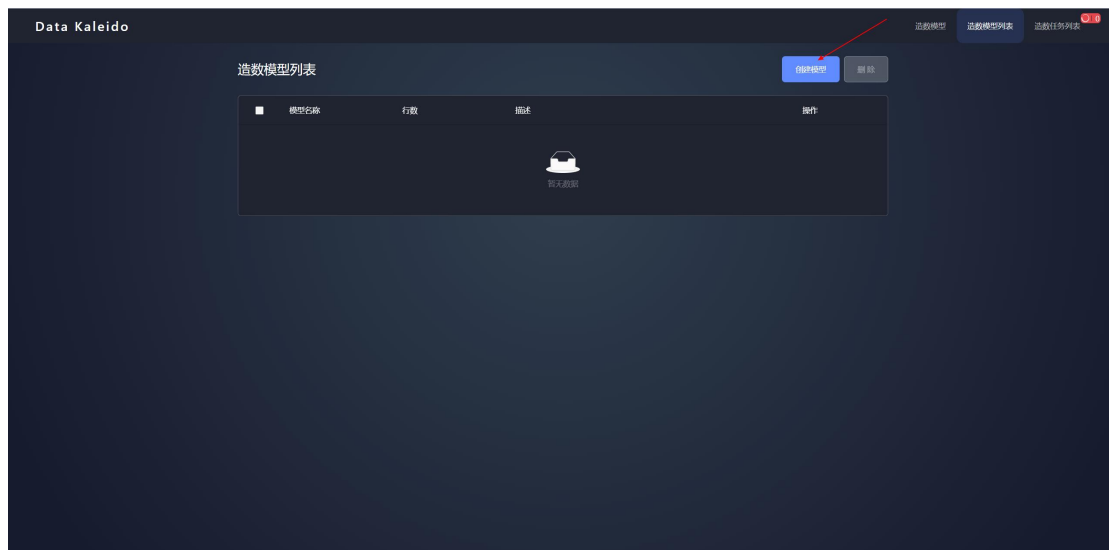 Data Kaleido
造数模型 造数模型列表 造数任务列表 0
造数模型列表
创建模型 删除
模型名称 行数 描述 操作
暂无数据